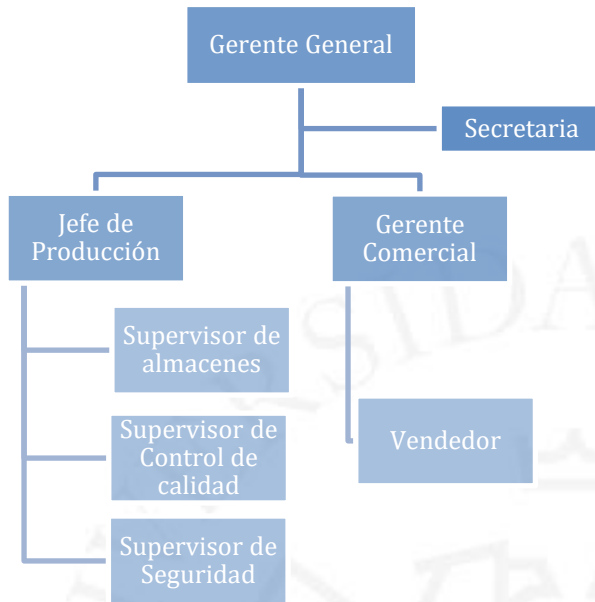 Gerente General
Secretaria
Jefe de
Producción
Gerente
Comercial
Supervisor de
almacenes
Supervisor de
Control de
calidad
Vendedor
Supervisor de
Seguridad